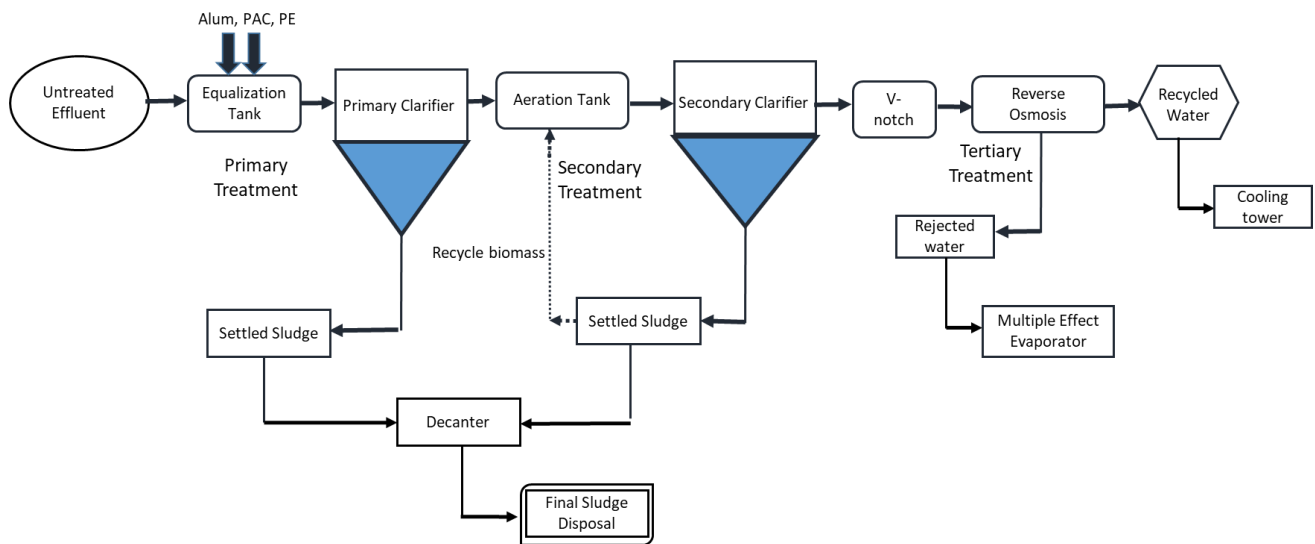 Alum, PAC, PE
Untreated
Effluent
Equalization
Tank
Primary Clarifier
Aeration Tank
Secondary Clarifier
V-
notch
Reverse
Osmosis
Recycled
Water
Primary
Treatment
Secondary
Treatment
Tertiary
Treatment
Cooling
tower
Rejected
water
Recycle biomass
Settled Sludge
Settled Sludge
Multiple Effect
Evaporator
Decanter
Final Sludge
Disposal